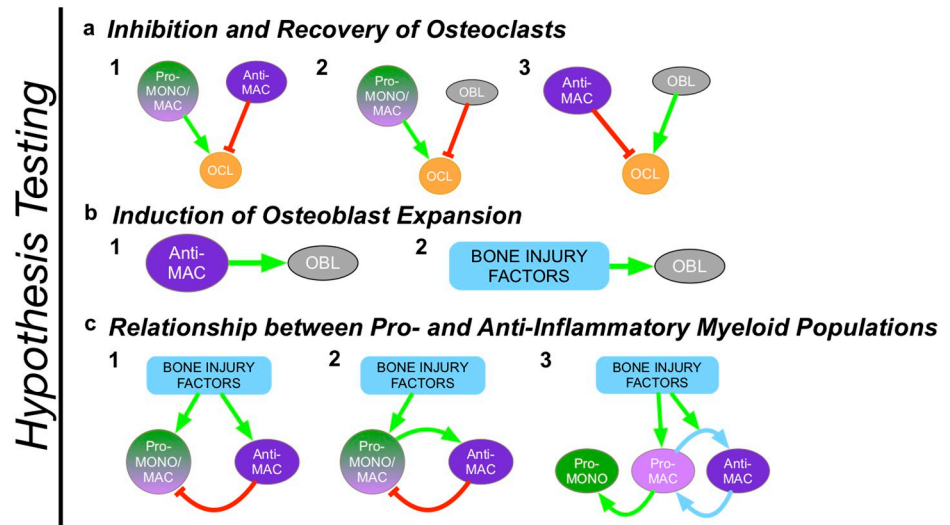 Hypothesis Testing
a Inhibition and Recovery of Osteoclasts
1
Pro-
MONO/
MAC
Anti-
MAC
OCL
2
Pro-
MONO/
MAC
OBL
OCL
3
Anti-
MAC
OBL
OCL
b Induction of Osteoblast Expansion
1
Anti-
MAC
OBL
2
BONE INJURY
FACTORS
OBL
c Relationship between Pro- and Anti-Inflammatory Myeloid Populations
1
BONE INJURY
FACTORS
Pro-
MONO/
MAC
Anti-
MAC
2
BONE INJURY
FACTORS
Pro-
MONO/
MAC
Anti-
MAC
3
BONE INJURY
FACTORS
Pro-
MONO
Pro-
MAC
Anti-
MAC